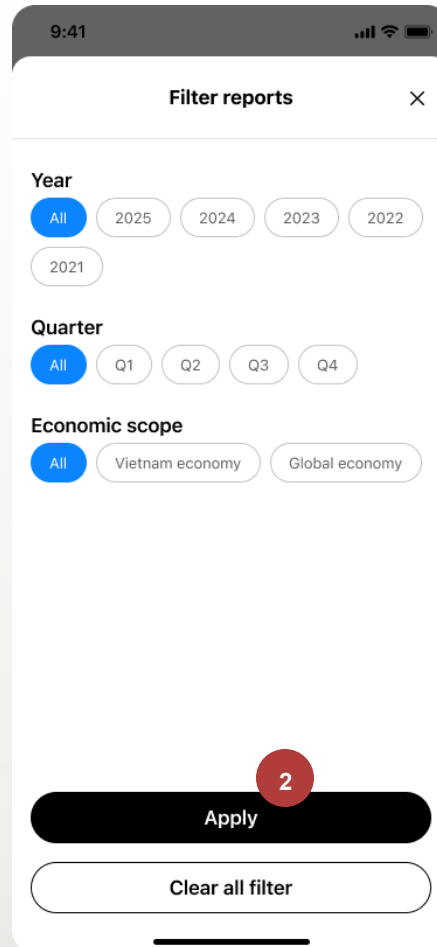 9:41
Filter reports
Year
All 2025 2024 2023 2022
2021
Quarter
All Q1 Q2 Q3 Q4
Economic scope
All Vietnam economy Global economy
2
Apply
Clear all filter